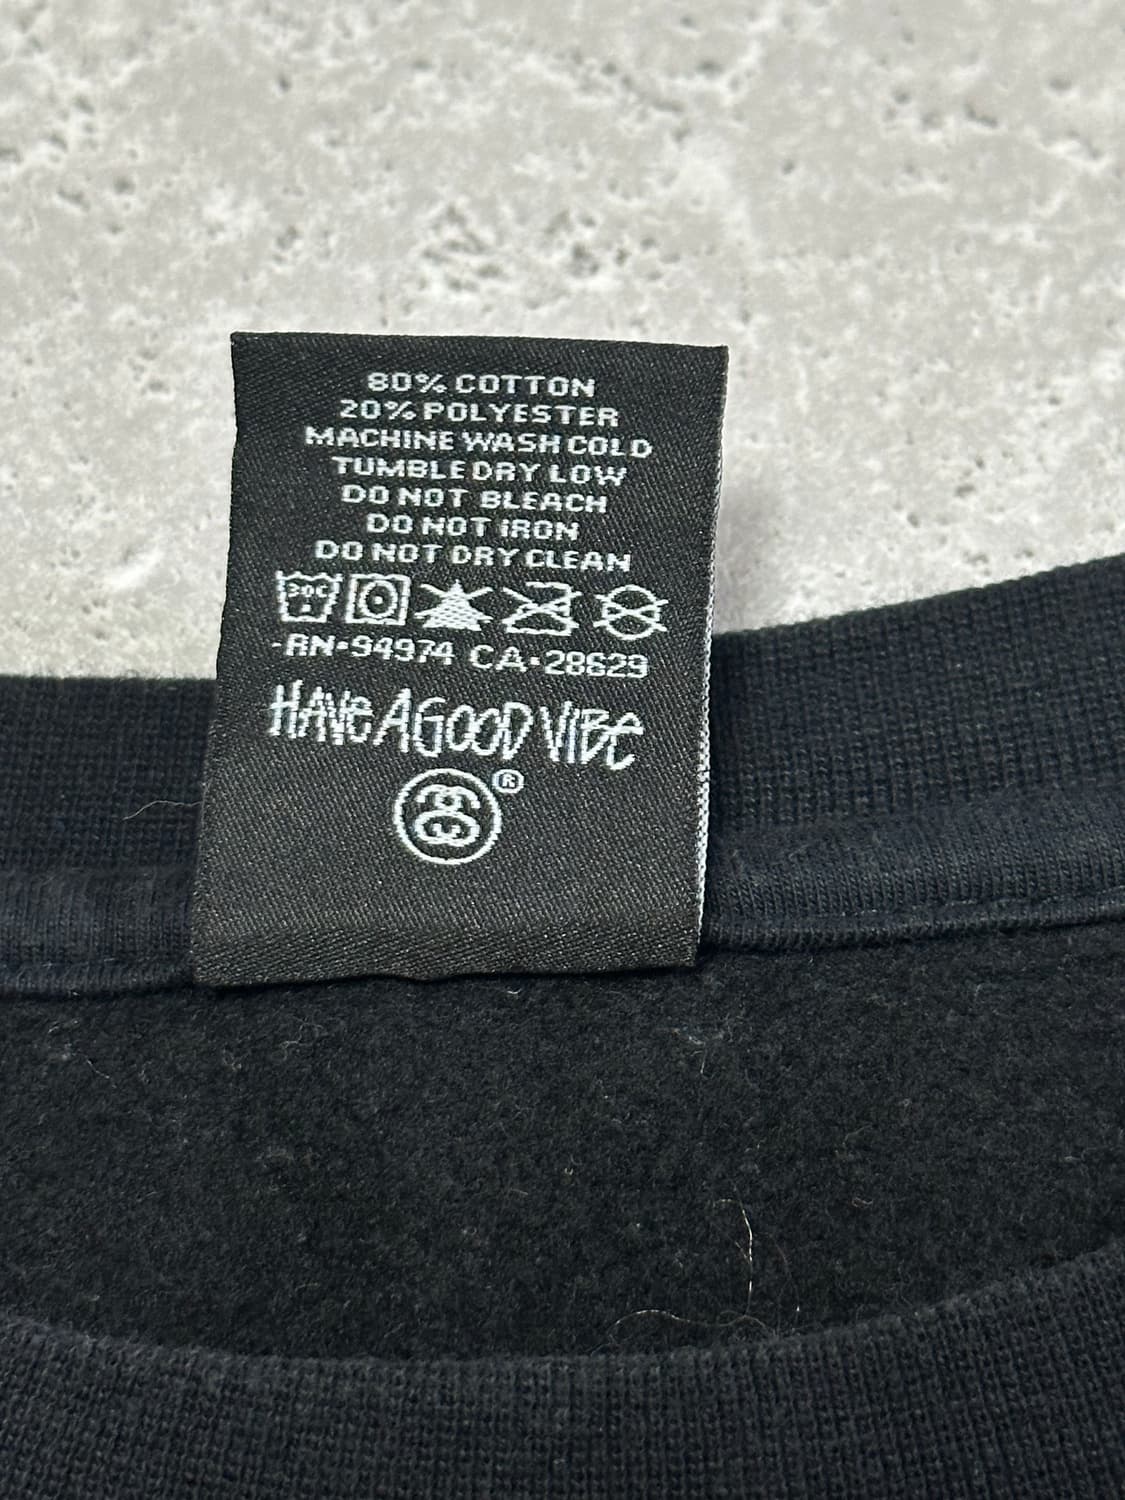 80% COTTON
20% POLYESTER
MACHINE WASH COLD
TUMBLE DRY LOW
DO NOT BLEACH
DO NOT IRON
DO NOT DRY CLEAN
30C
-RN•94974 CA•28629
HAVE A GOOD VIBE
®